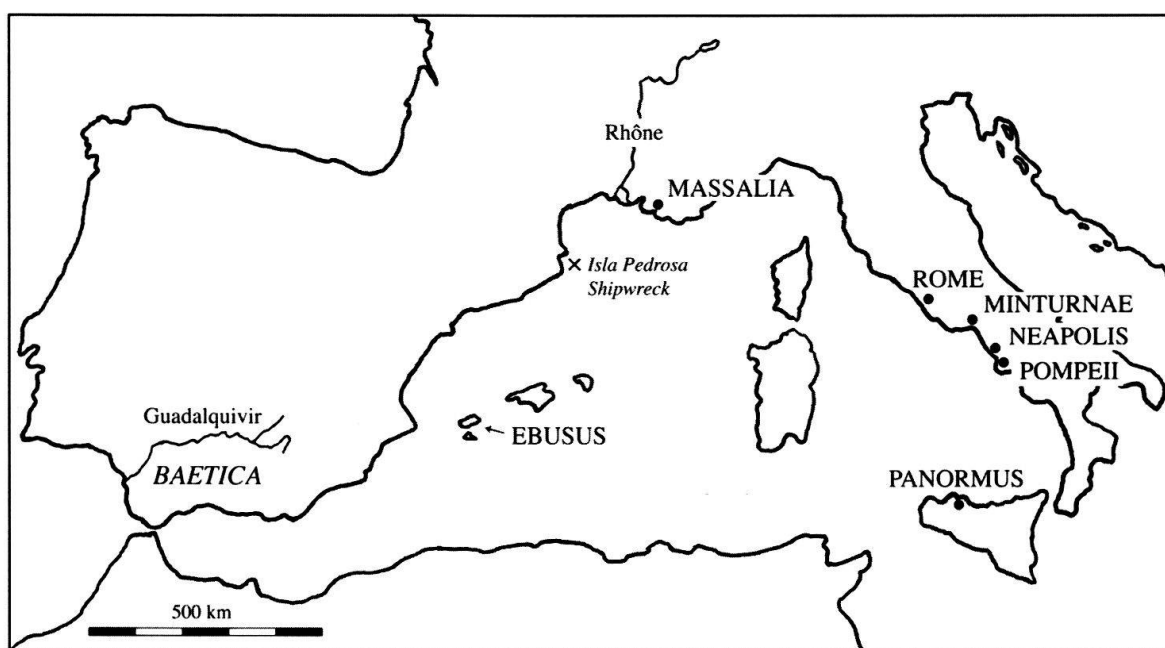 Rhône
MASSALIA
× Isla Pedrosa
Shipwreck
ROME
MINTURNAE
NEAPOLIS
POMPEII
Guadalquivir
EBUSUS
BAETICA
PANORMUS
500 km